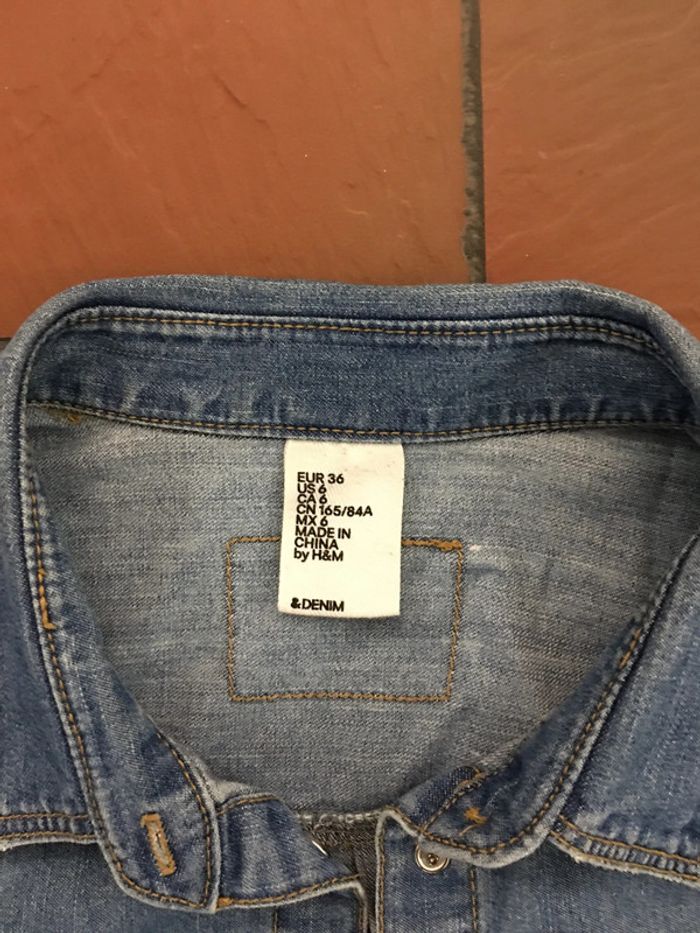 EUR 36
US 6
CA 6
CN 165/84A
MX 6
MADE IN
CHINA
by H&M
&DENIM